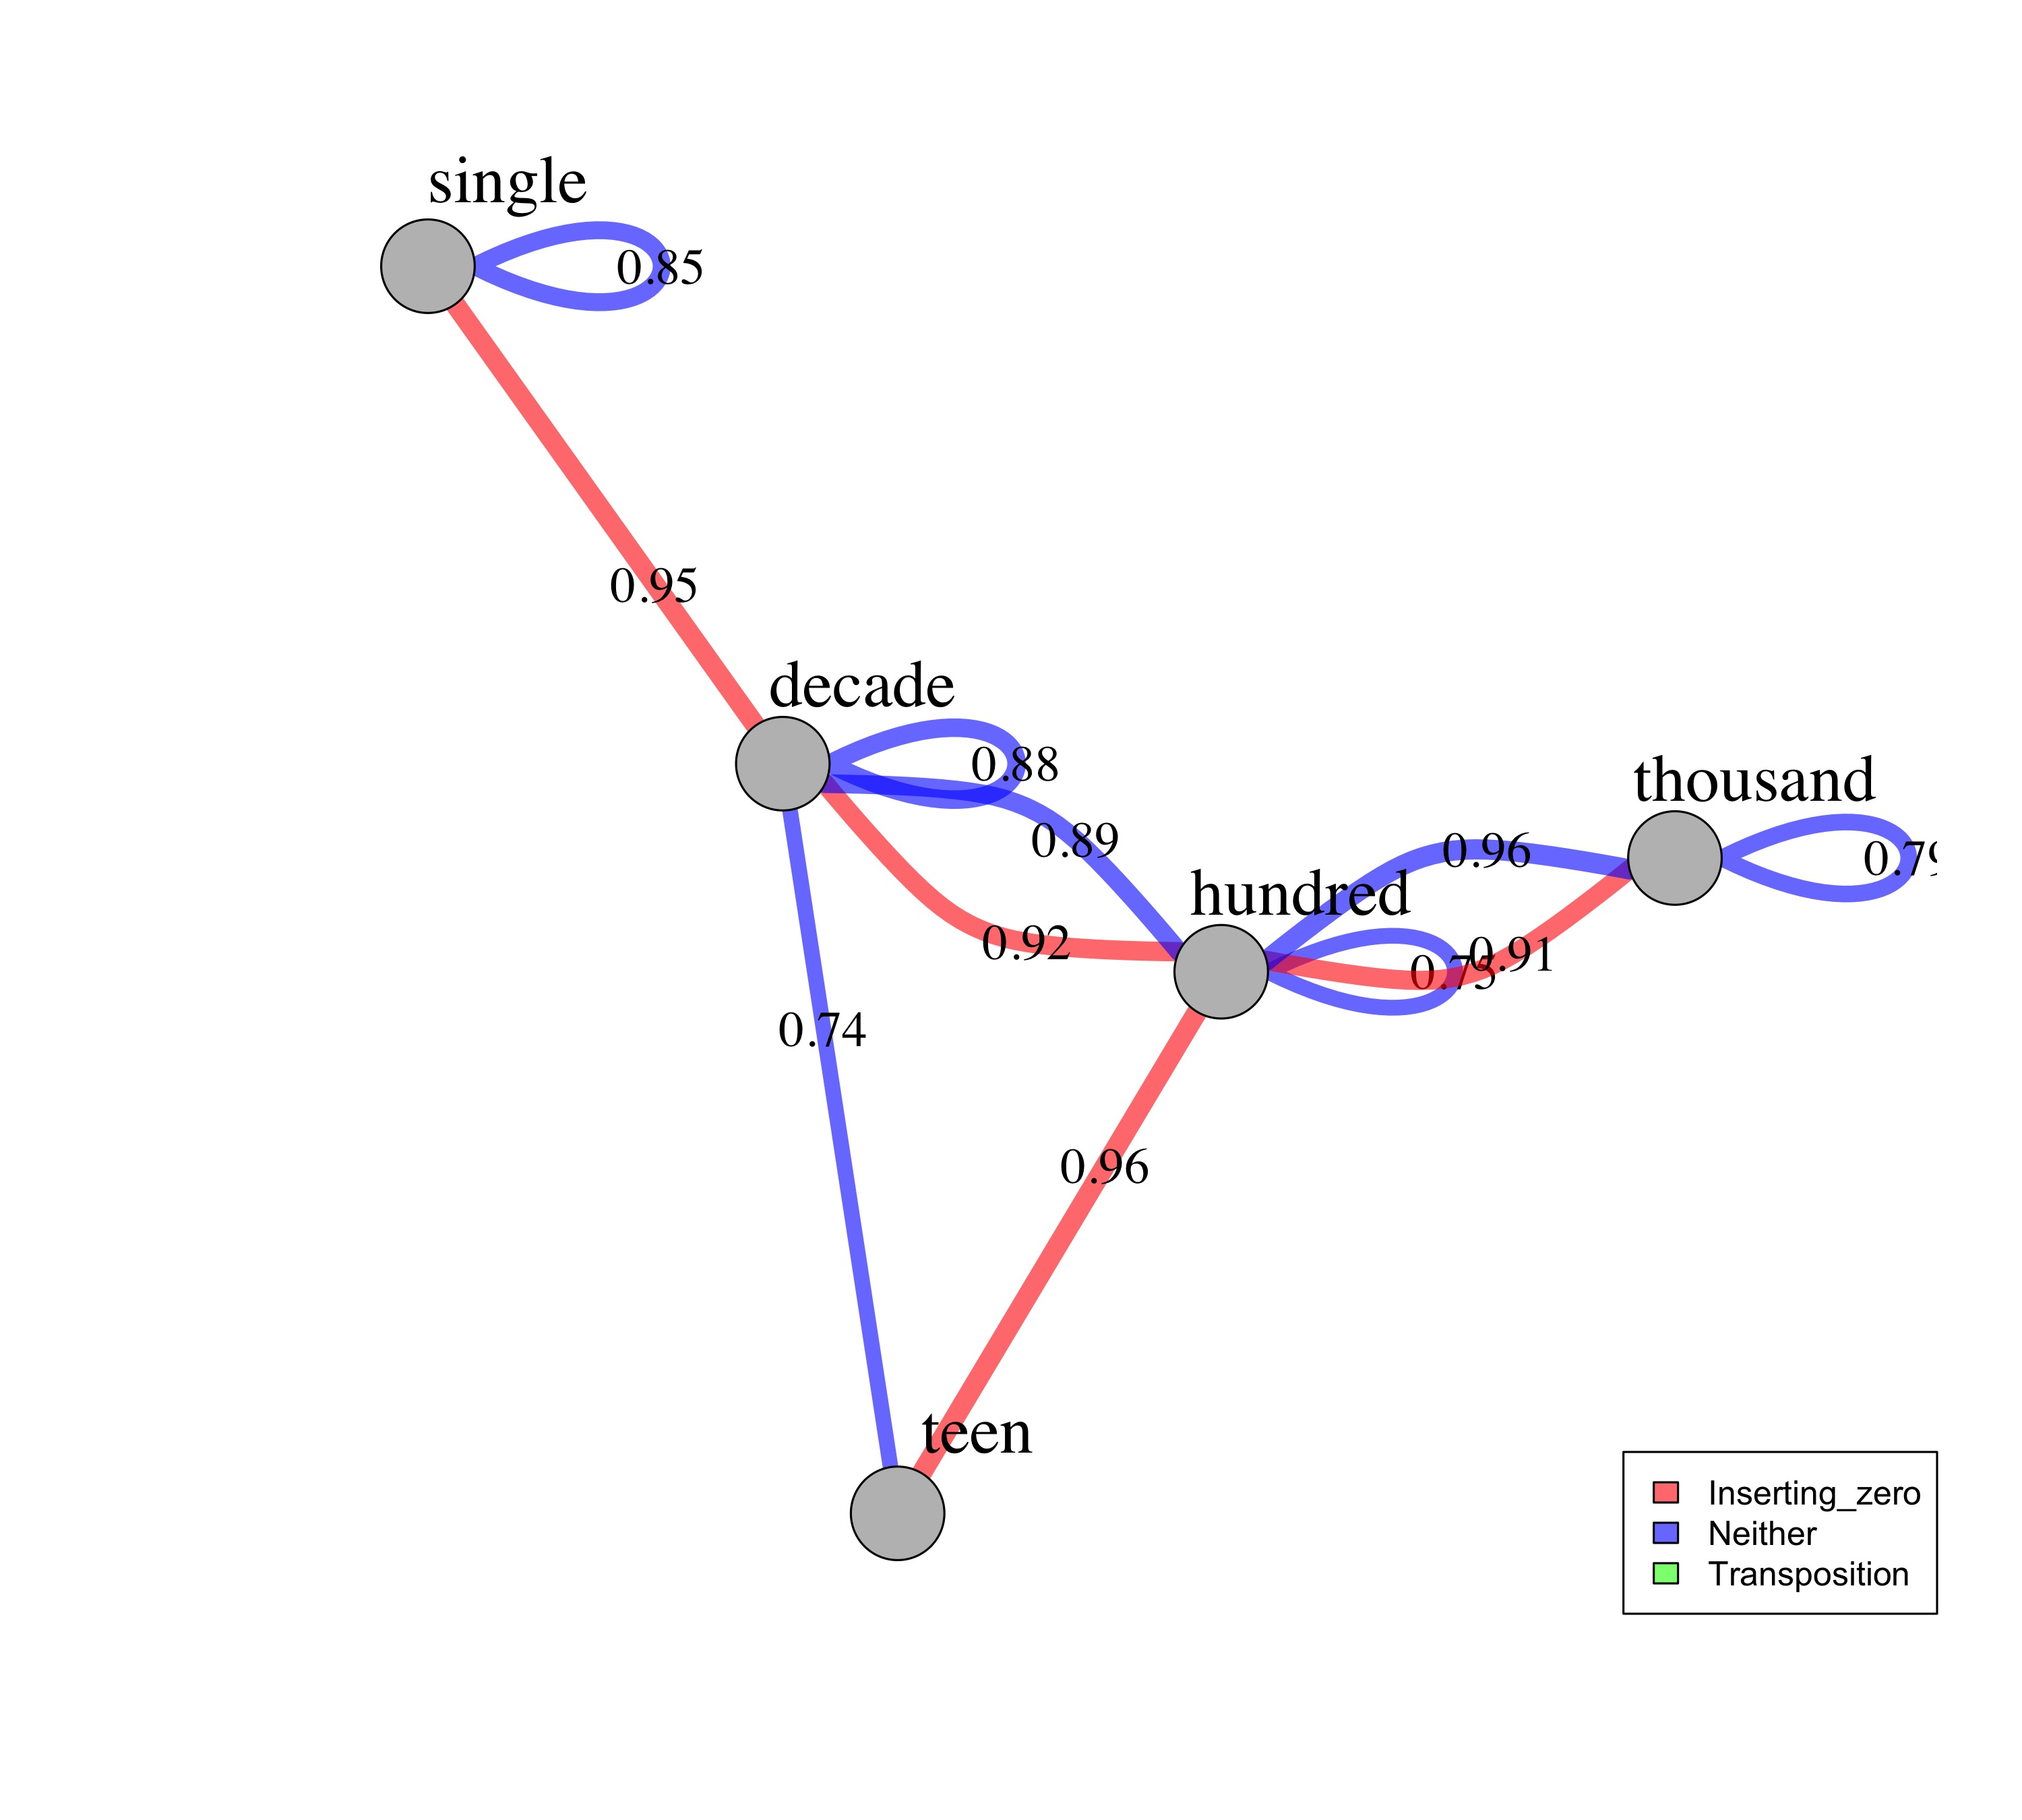 single
0.85
0.95
decade
0.88
0.89
thousand
0.96
hundred
0.92
0.91
0.74
0.96
teen
Inserting_zero
Neither
Transposition